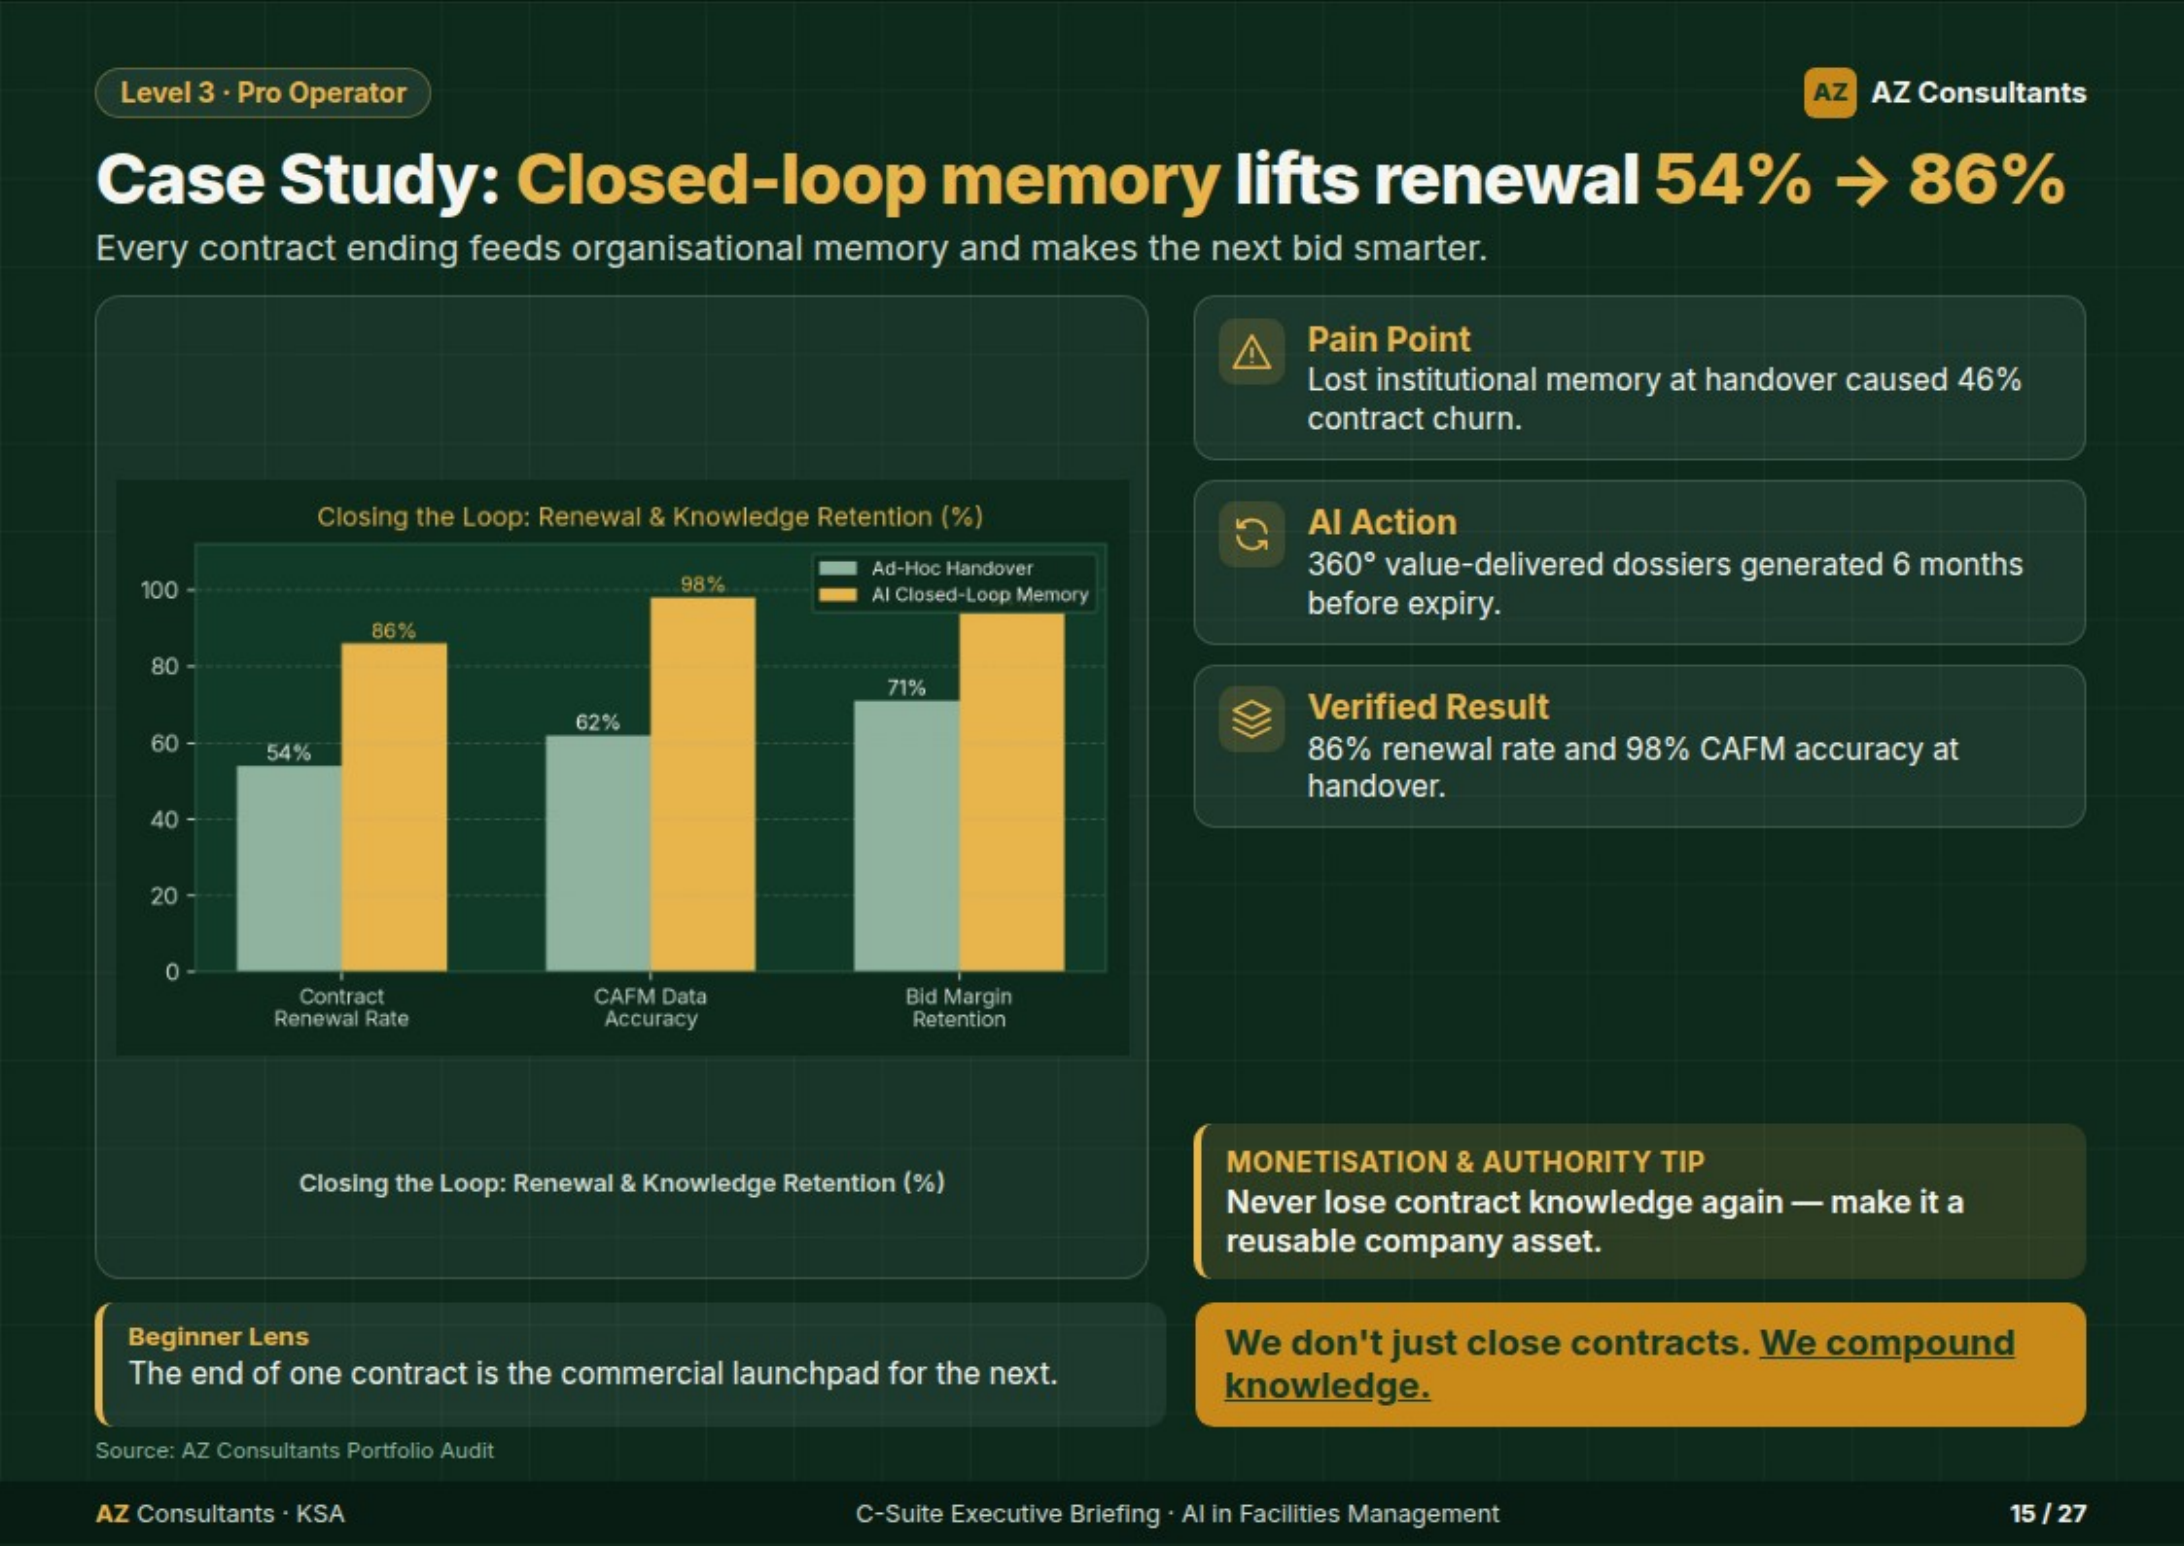 Level 3 · Pro Operator
AZ AZ Consultants
Case Study: Closed-loop memory lifts renewal 54% → 86%
Every contract ending feeds organisational memory and makes the next bid smarter.
Closing the Loop: Renewal & Knowledge Retention (%)
Ad-Hoc Handover
AI Closed-Loop Memory
100
80
60
40
20
0
54%
86%
62%
98%
71%
Contract
Renewal Rate
CAFM Data
Accuracy
Bid Margin
Retention
Closing the Loop: Renewal & Knowledge Retention (%)
Pain Point
Lost institutional memory at handover caused 46%
contract churn.
AI Action
360° value-delivered dossiers generated 6 months
before expiry.
Verified Result
86% renewal rate and 98% CAFM accuracy at
handover.
MONETISATION & AUTHORITY TIP
Never lose contract knowledge again — make it a
reusable company asset.
Beginner Lens
The end of one contract is the commercial launchpad for the next.
We don't just close contracts. We compound
knowledge.
Source: AZ Consultants Portfolio Audit
AZ Consultants · KSA
C-Suite Executive Briefing · AI in Facilities Management
15 / 27